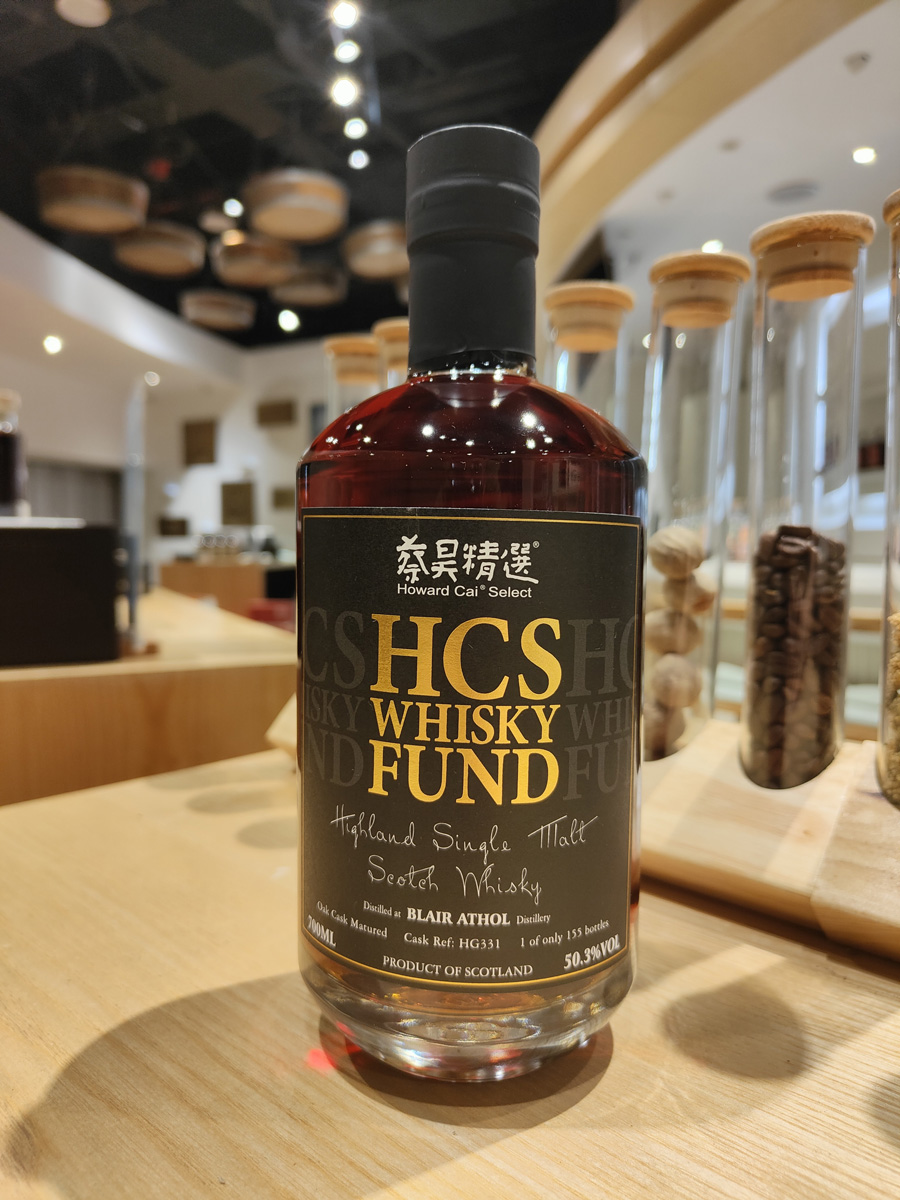 蔡昊精選®
Howard Cai® Select
HCS
WHISKY
FUND
Highland Single Malt
Scotch Whisky
Distilled at BLAIR ATHOL Distillery
Oak Cask Matured Cask Ref: HG331 1 of only 155 bottles
700ML PRODUCT OF SCOTLAND 50.3%VOL